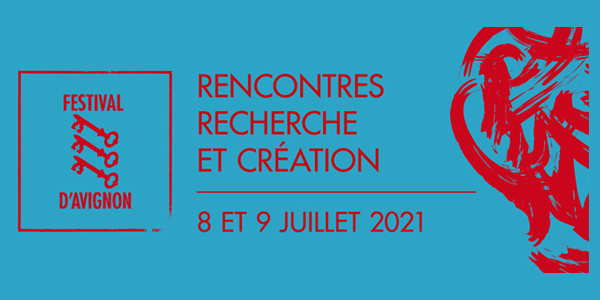 FESTIVAL
D'AVIGNON
RENCONTRES
RECHERCHE
ET CRÉATION
8 ET 9 JUILLET 2021